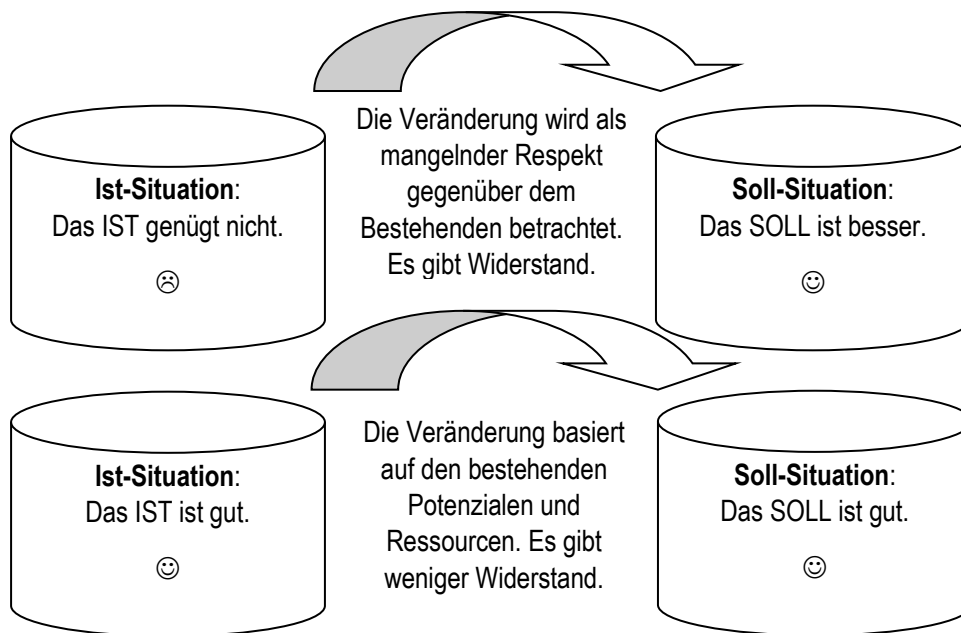 Ist-Situation:
Das IST genügt nicht.
☹
Die Veränderung wird als
mangelnder Respekt
gegenüber dem
Bestehenden betrachtet.
Es gibt Widerstand.
Soll-Situation:
Das SOLL ist besser.
☺
Ist-Situation:
Das IST ist gut.
☺
Die Veränderung basiert
auf den bestehenden
Potenzialen und
Ressourcen. Es gibt
weniger Widerstand.
Soll-Situation:
Das SOLL ist gut.
☺